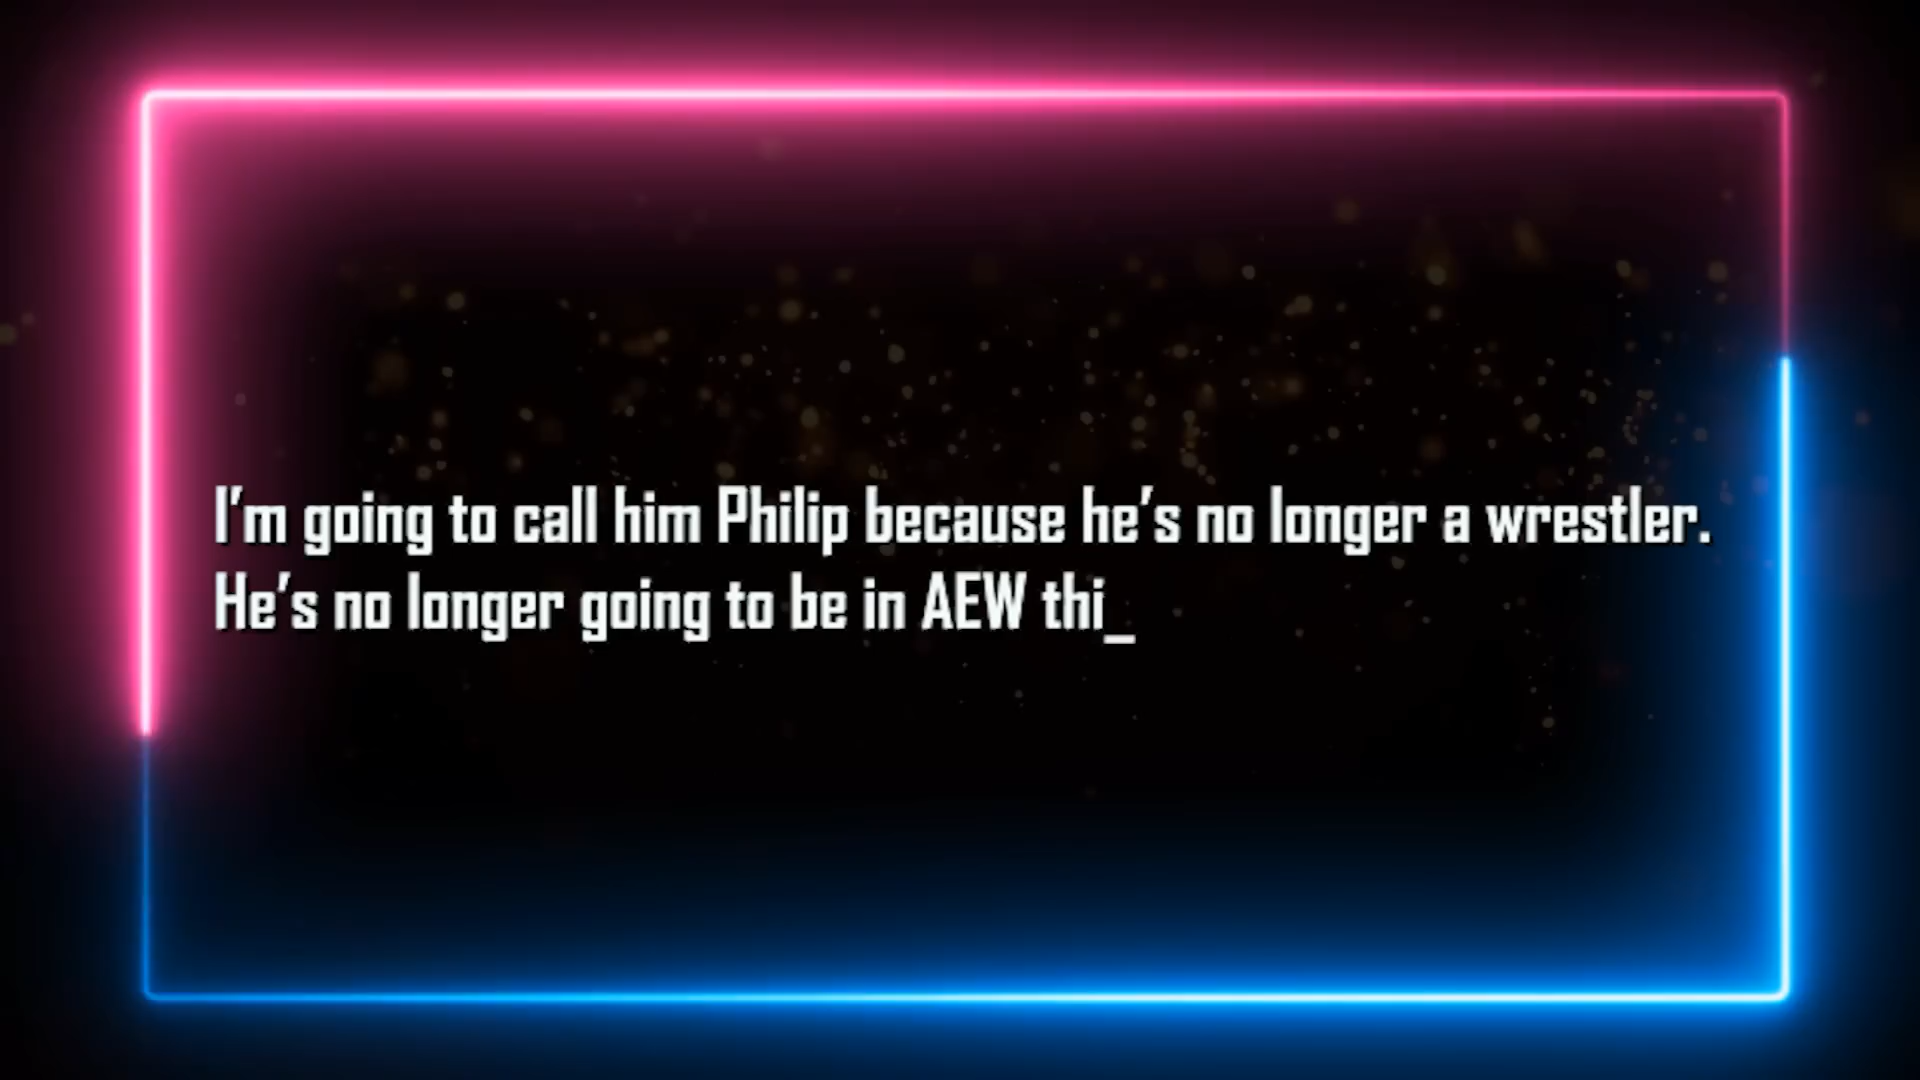 I'm going to call him Philip because he's no longer a wrestler.
He's no longer going to be in AEW thi_